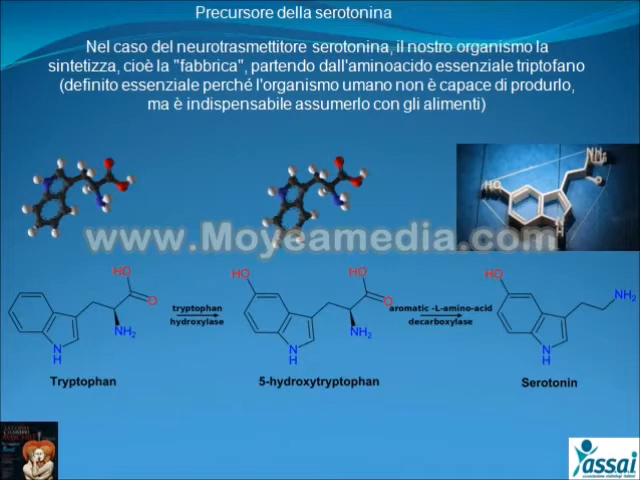 Precursore della serotonina
Nel caso del neurotrasmettitore serotonina, il nostro organismo la
sintetizza, cioè la "fabbrica", partendo dall'aminoacido essenziale triptofano
(definito essenziale perché l'organismo umano non è capace di produrlo,
ma è indispensabile assumerlo con gli alimenti)
www.Moyeamedia.com
HO
HO
HO
HO
O
tryptophan
hydroxylase
O
aromatic -L-amino-acid
decarboxylase
NH2
NH2
NH2
N
H
N
H
N
H
Tryptophan
5-hydroxytryptophan
Serotonin
assai